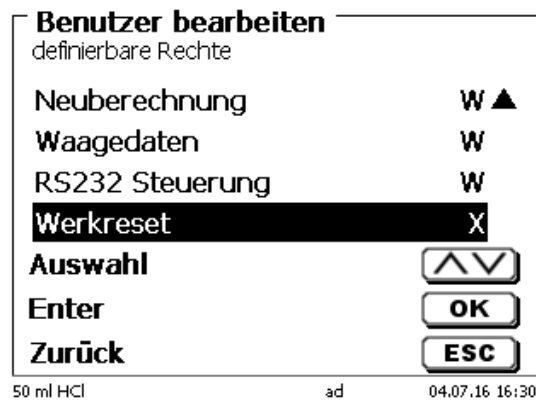 Benutzer bearbeiten
definierbare Rechte
Neuberechnung W▲
Waagedaten W
RS232 Steuerung W
Werkreset X
Auswahl
Enter OK
Zurück ESC
50 ml HCl ad 04.07.16 16:30